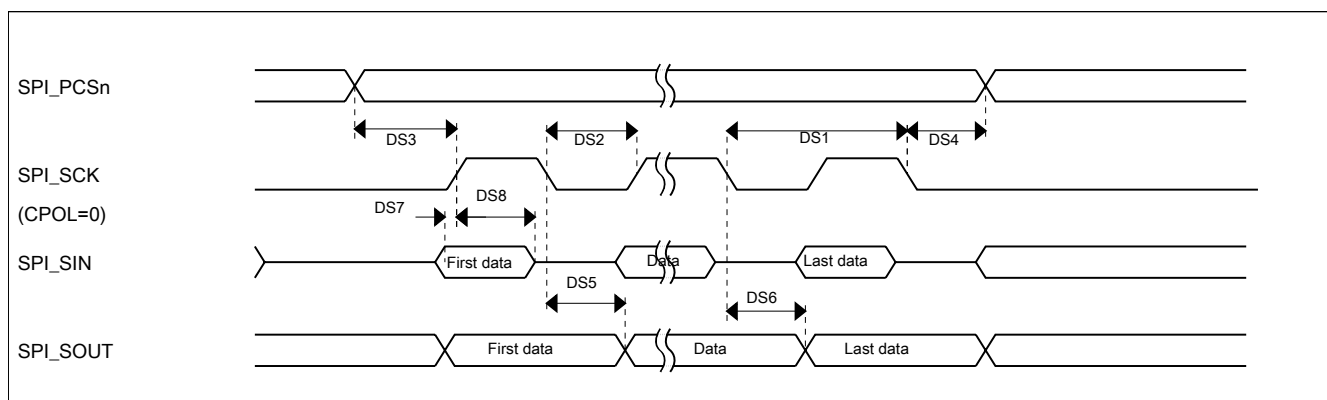 SPI_PCSn
DS3
DS2
DS1
DS4
SPI_SCK
(CPOL=0)
DS7
DS8
SPI_SIN
First data
Data
Last data
DS5
DS6
SPI_SOUT
First data
Data
Last data